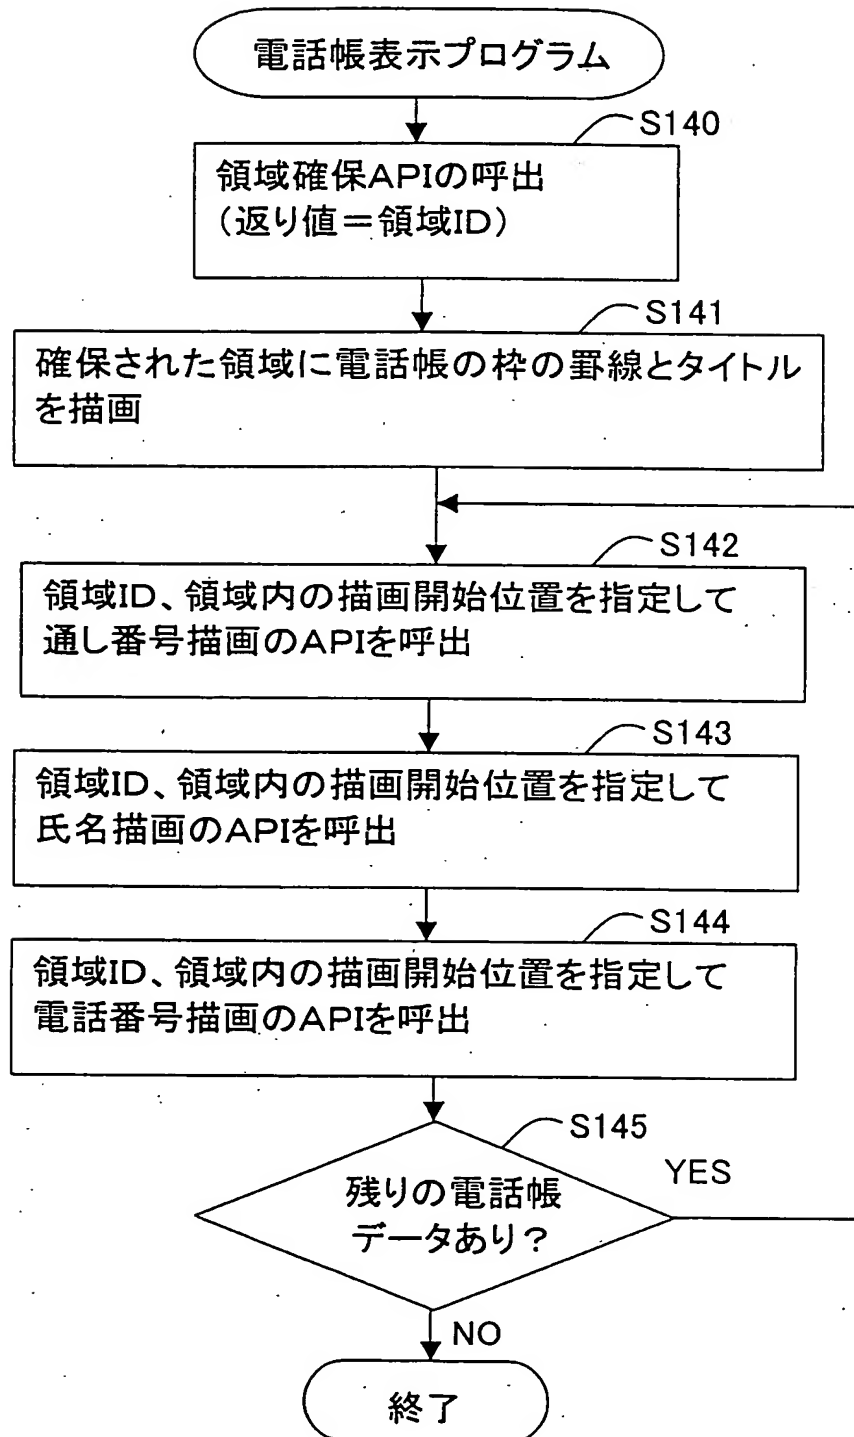 電話帳表示プログラム
S140
領域確保APIの呼出
(返り値=領域ID)
S141
確保された領域に電話帳の枠の罫線とタイトル
を描画
S142
領域ID、領域内の描画開始位置を指定して
通し番号描画のAPIを呼出
S143
領域ID、領域内の描画開始位置を指定して
氏名描画のAPIを呼出
S144
領域ID、領域内の描画開始位置を指定して
電話番号描画のAPIを呼出
S145
YES
残りの電話帳
データあり?
NO
終了